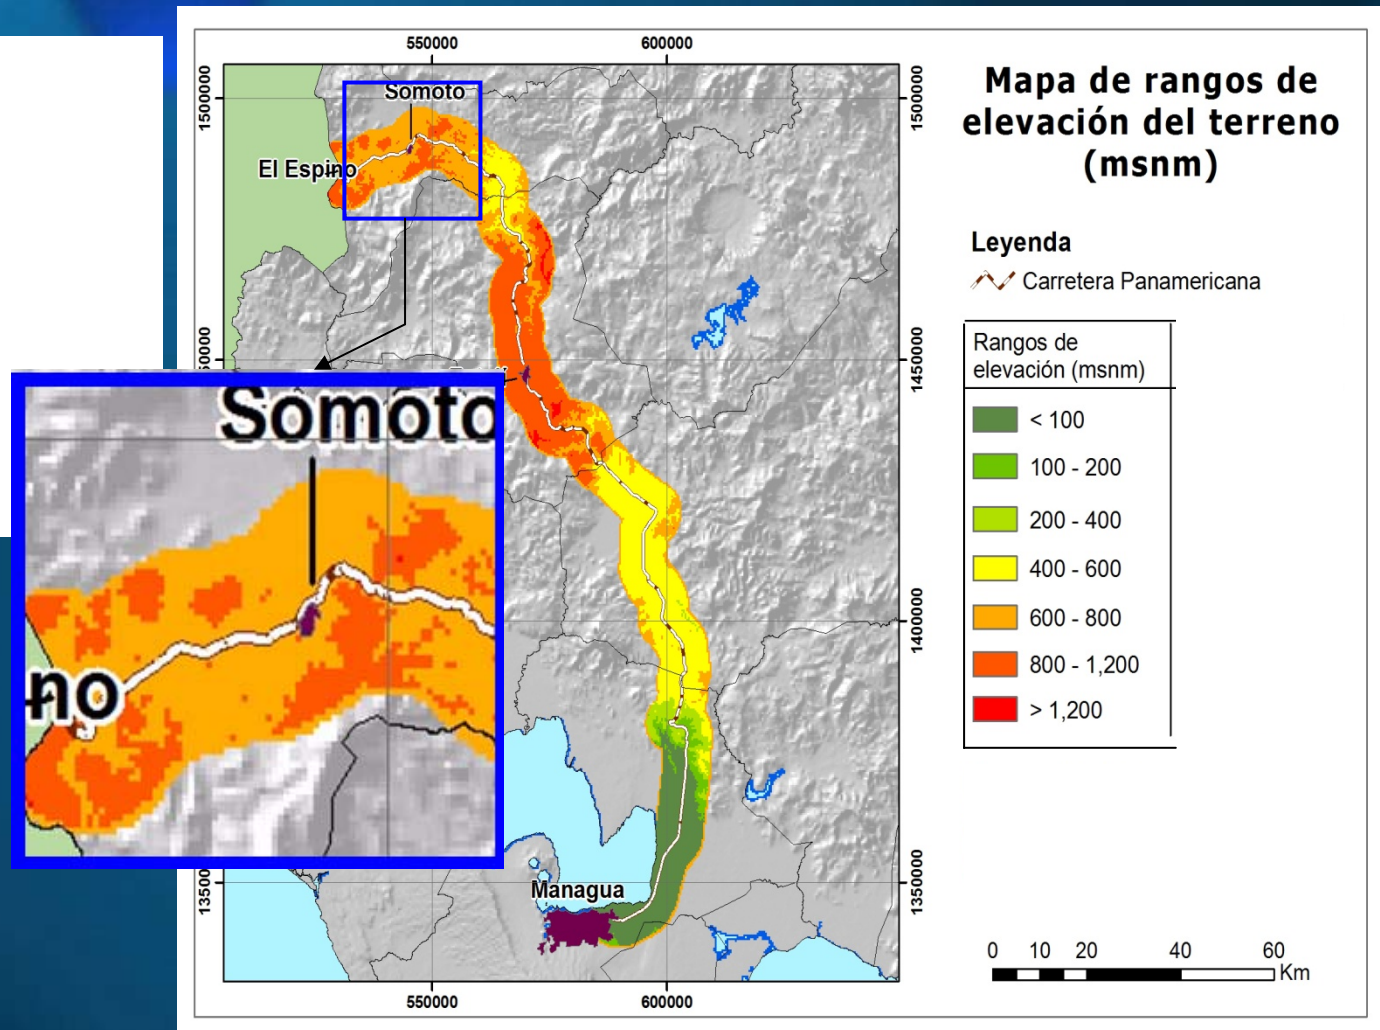 550000
600000
Mapa de rangos de
elevación del terreno
(msnm)
1500000
1500000
Somoto
El Espino
Leyenda
Carretera Panamericana
Rangos de
elevación (msnm)
1450000
< 100
Somoto
100 - 200
200 - 400
400 - 600
600 - 800
1400000
800 - 1,200
no
> 1,200
1350000
Managua
0 10 20 40 60
Km
550000
600000